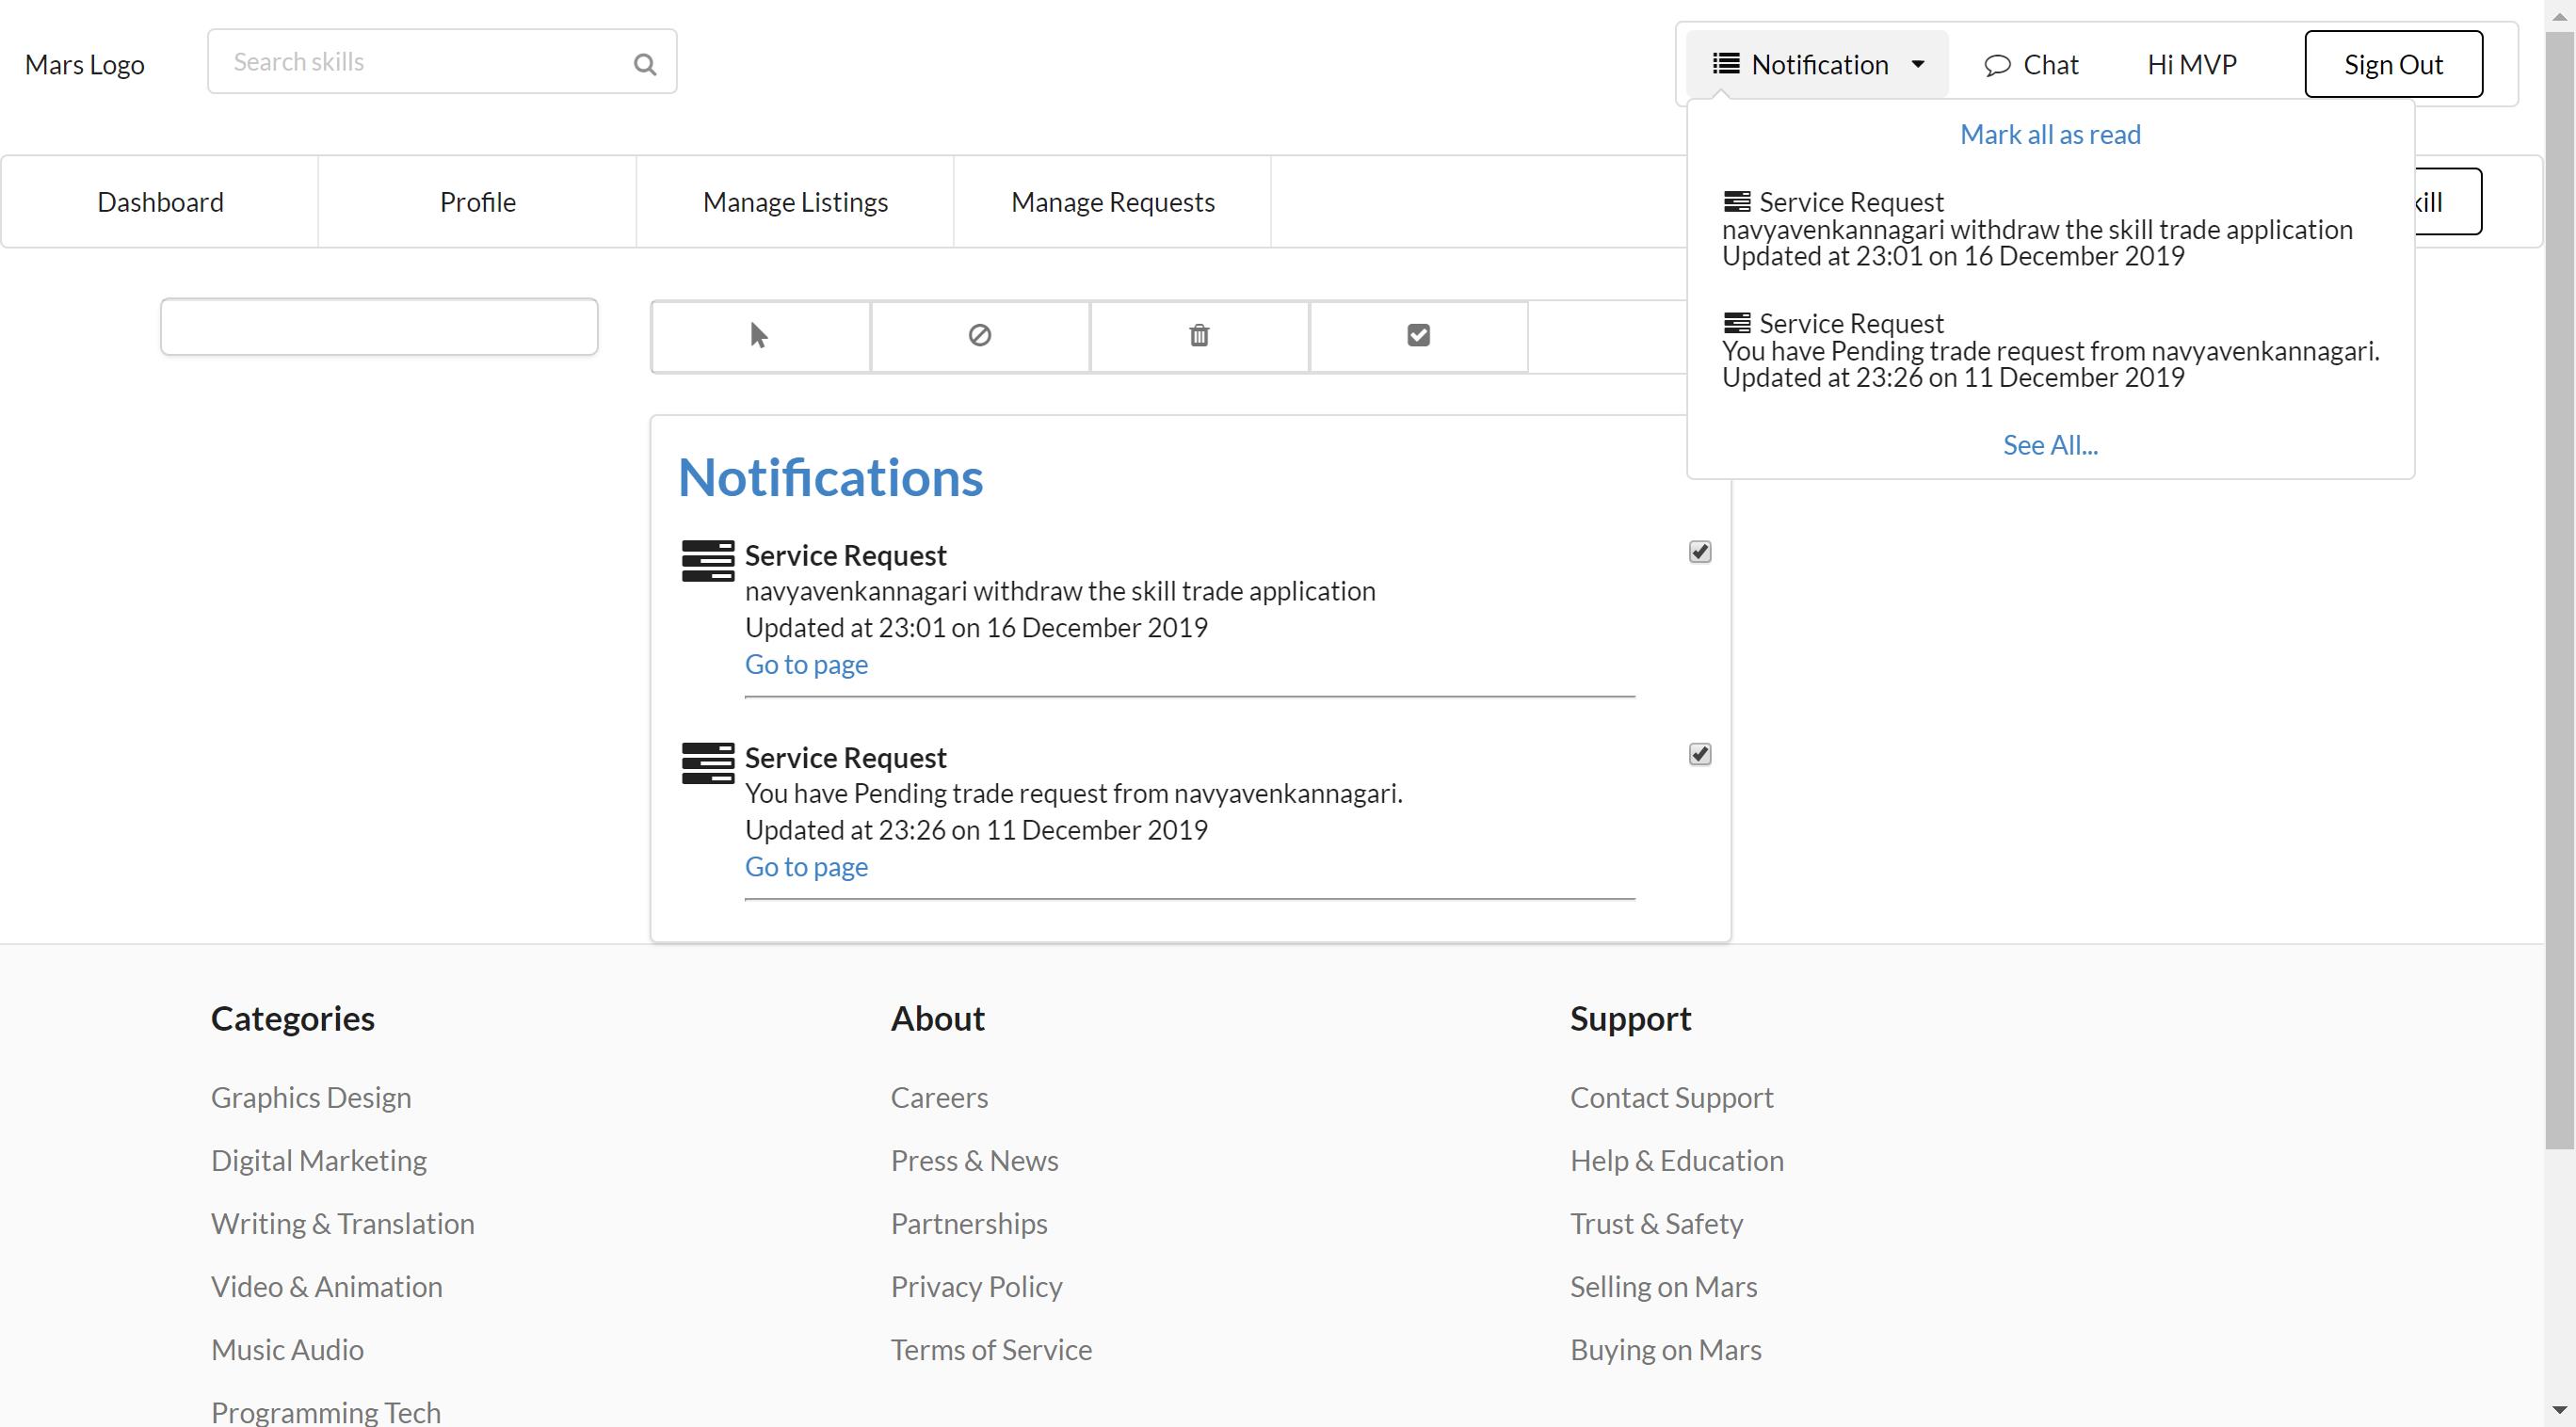 Mars Logo
Search skills
Notification
Chat
Hi MVP
Sign Out
Mark all as read
Service Request
navyavenkannagari withdraw the skill trade application
Updated at 23:01 on 16 December 2019
Service Request
You have Pending trade request from navyavenkannagari.
Updated at 23:26 on 11 December 2019
See All...
Dashboard
Profile
Manage Listings
Manage Requests
Notifications
Service Request
navyavenkannagari withdraw the skill trade application
Updated at 23:01 on 16 December 2019
Go to page
Service Request
You have Pending trade request from navyavenkannagari.
Updated at 23:26 on 11 December 2019
Go to page
Categories
Graphics Design
Digital Marketing
Writing & Translation
Video & Animation
Music Audio
Programming Tech
About
Careers
Press & News
Partnerships
Privacy Policy
Terms of Service
Support
Contact Support
Help & Education
Trust & Safety
Selling on Mars
Buying on Mars